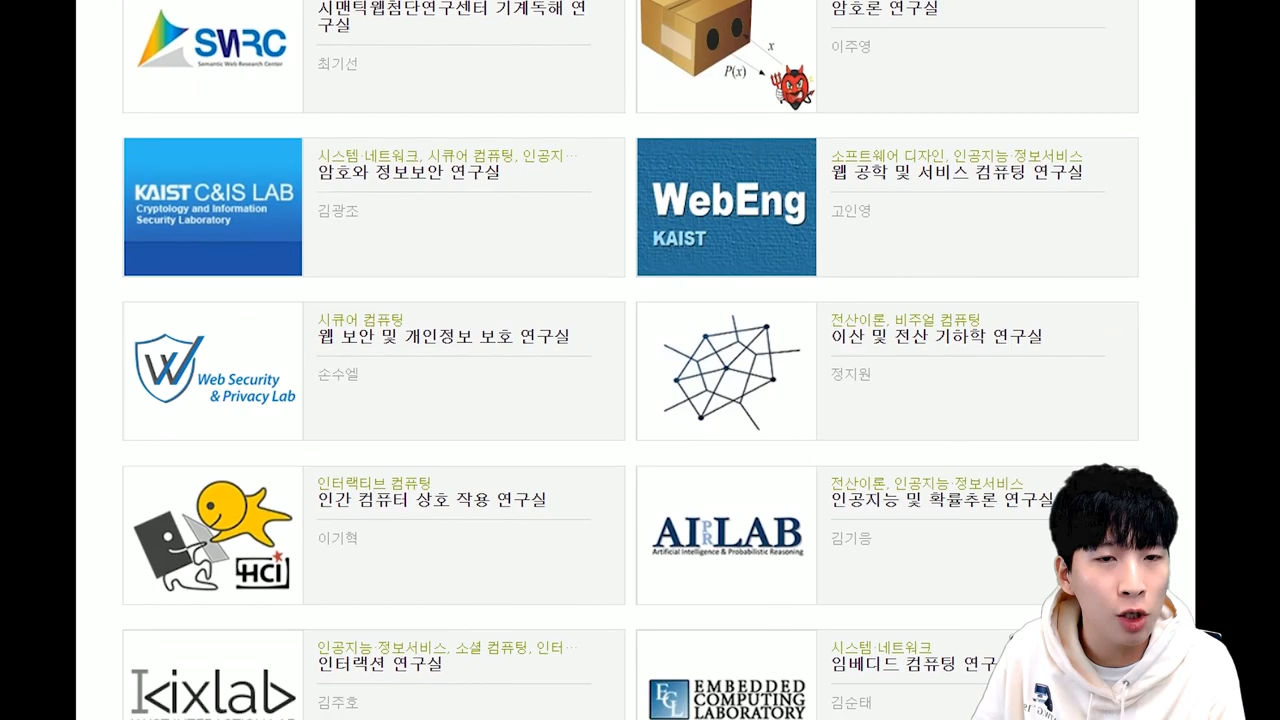 시맨틱웹첨단연구센터 기계독해 연
구실
최기선
SWRC
Semantic Web Research Center
암호론 연구실
이주영
x
P(x)
시스템·네트워크, 시큐어 컴퓨팅, 인공지···
암호와 정보보안 연구실
김광조
KAIST C&IS LAB
Cryptology and Information
Security Laboratory
소프트웨어 디자인, 인공지능·정보서비스
웹 공학 및 서비스 컴퓨팅 연구실
고인영
WebEng
KAIST
시큐어 컴퓨팅
웹 보안 및 개인정보 보호 연구실
손수엘
W
Web Security
& Privacy Lab
전산이론, 비주얼 컴퓨팅
이산 및 전산 기하학 연구실
정지원
인터랙티브 컴퓨팅
인간 컴퓨터 상호 작용 연구실
이기혁
HCI
전산이론, 인공지능·정보서비스
인공지능 및 확률추론 연구실
김기응
AI PR LAB
Artificial Intelligence & Probabilistic Reasoning
인공지능·정보서비스, 소셜 컴퓨팅, 인터···
인터랙션 연구실
김주호
Kixlab
KAIST INTERACTION LAB
시스템·네트워크
임베디드 컴퓨팅 연구
김순태
ECL
EMBEDDED
COMPUTING
LABORATORY